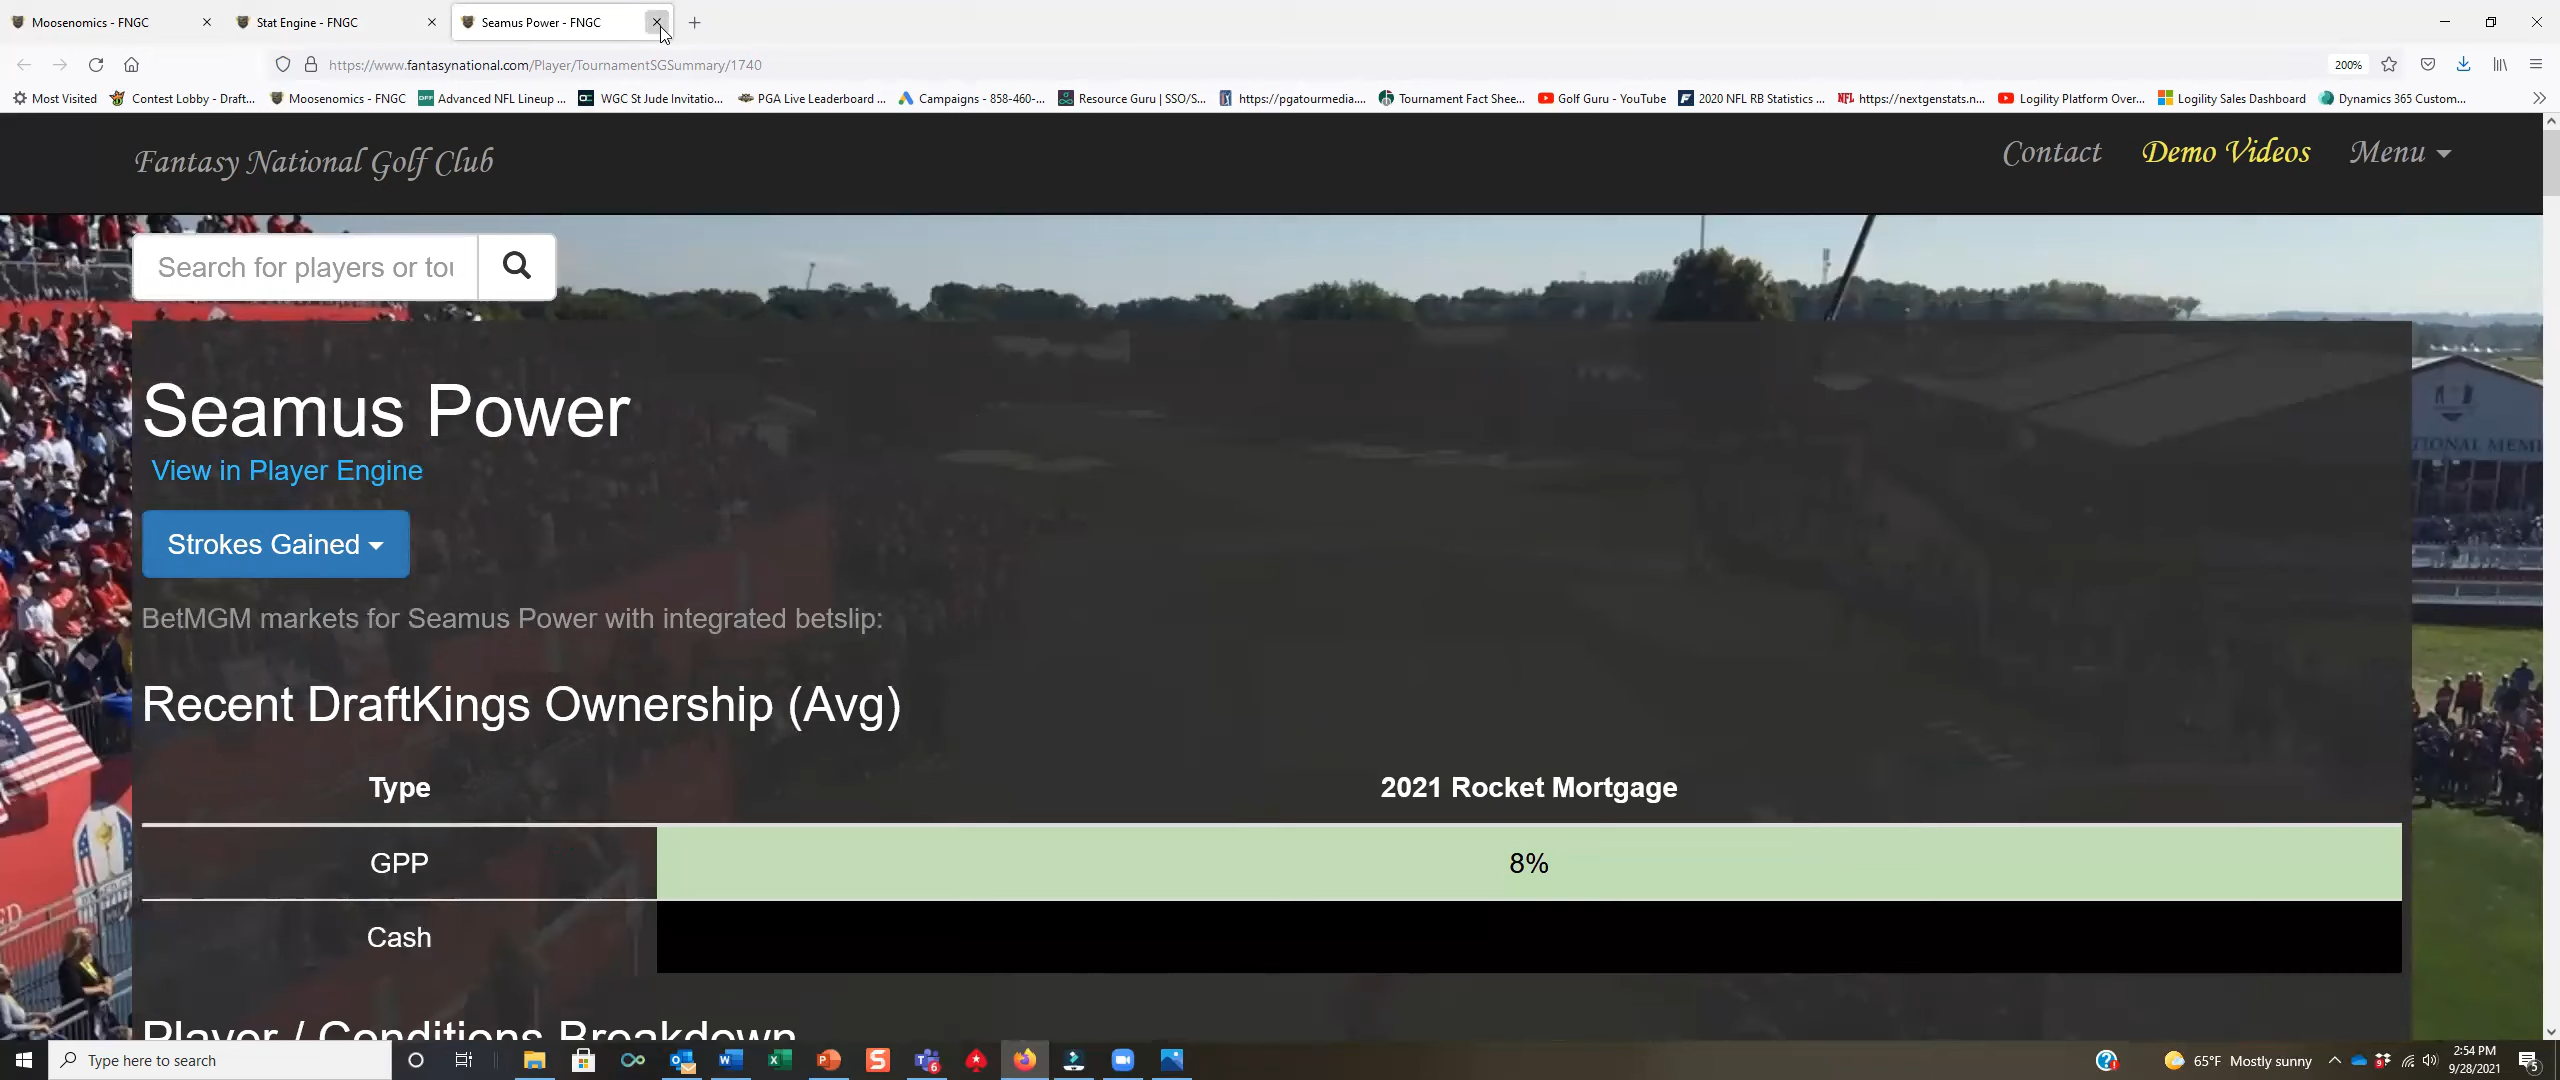 Moosenomics - FNGC
Stat Engine - FNGC
Seamus Power - FNGC
https://www.fantasynational.com/Player/TournamentSGSummary/1740
200%
Most Visited
Contest Lobby - Draft...
Moosenomics - FNGC
DFF
Advanced NFL Lineup ...
WGC St Jude Invitatio...
PGA Live Leaderboard ...
Campaigns - 858-460-...
Resource Guru | SSO/S...
https://pgatourmedia....
Tournament Fact Shee...
Golf Guru - YouTube
2020 NFL RB Statistics ...
NFL
https://nextgenstats.n...
Logility Platform Over...
Logility Sales Dashboard
Dynamics 365 Custom...
Fantasy National Golf Club
Contact
Demo Videos
Menu
Search for players or tou
Seamus Power
View in Player Engine
Strokes Gained
BetMGM markets for Seamus Power with integrated betslip:
Recent DraftKings Ownership (Avg)
Type
2021 Rocket Mortgage
GPP
8%
Cash
Player / Conditions Breakdown
Type here to search
65°F Mostly sunny
2:54 PM
9/28/2021